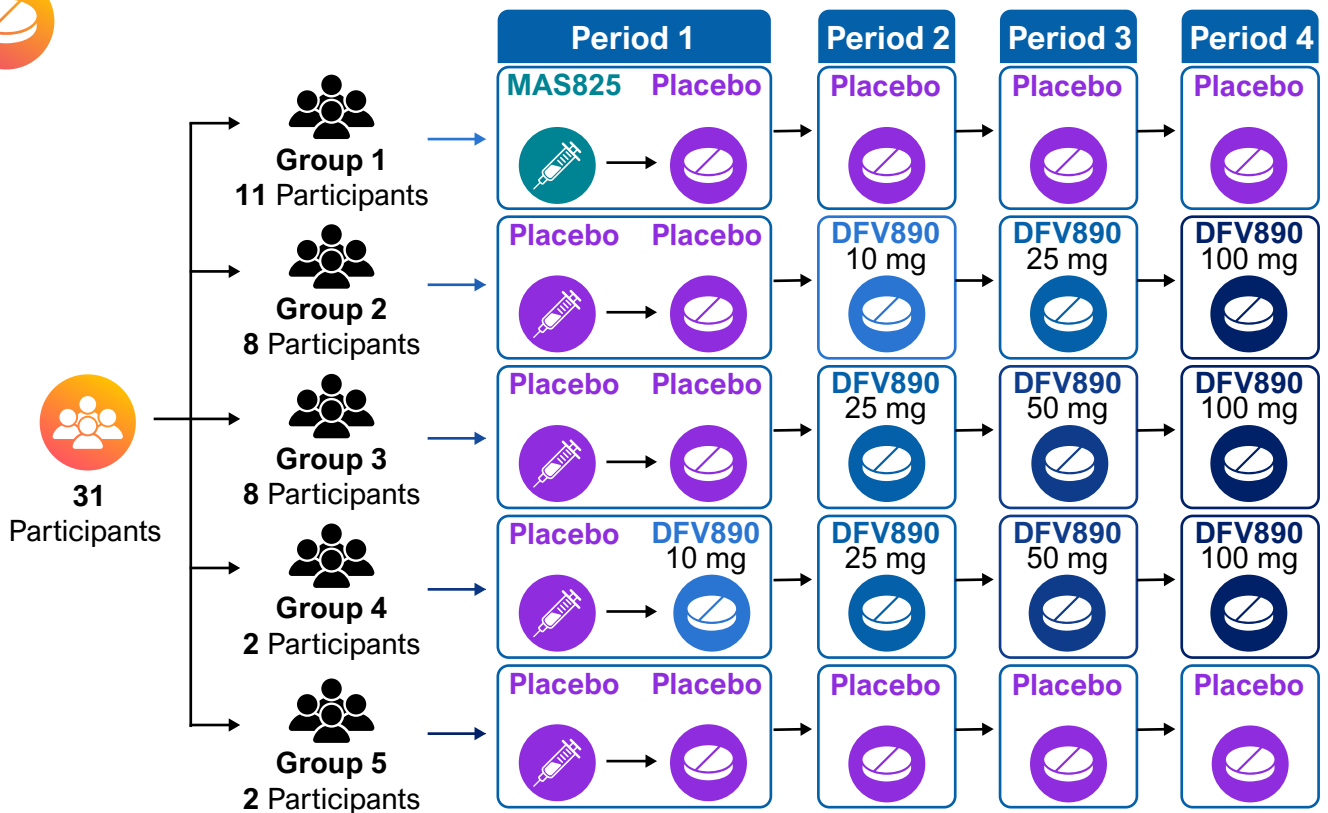 Period 1 Period 2 Period 3 Period 4
MAS825 Placebo Placebo Placebo Placebo
Group 1
11 Participants
Placebo Placebo DFV890 DFV890 DFV890
10 mg 25 mg 100 mg
Group 2
8 Participants
Placebo Placebo DFV890 DFV890 DFV890
25 mg 50 mg 100 mg
Group 3
8 Participants
31
Participants
Placebo DFV890 DFV890 DFV890 DFV890
10 mg 25 mg 50 mg 100 mg
Group 4
2 Participants
Placebo Placebo Placebo Placebo Placebo
Group 5
2 Participants